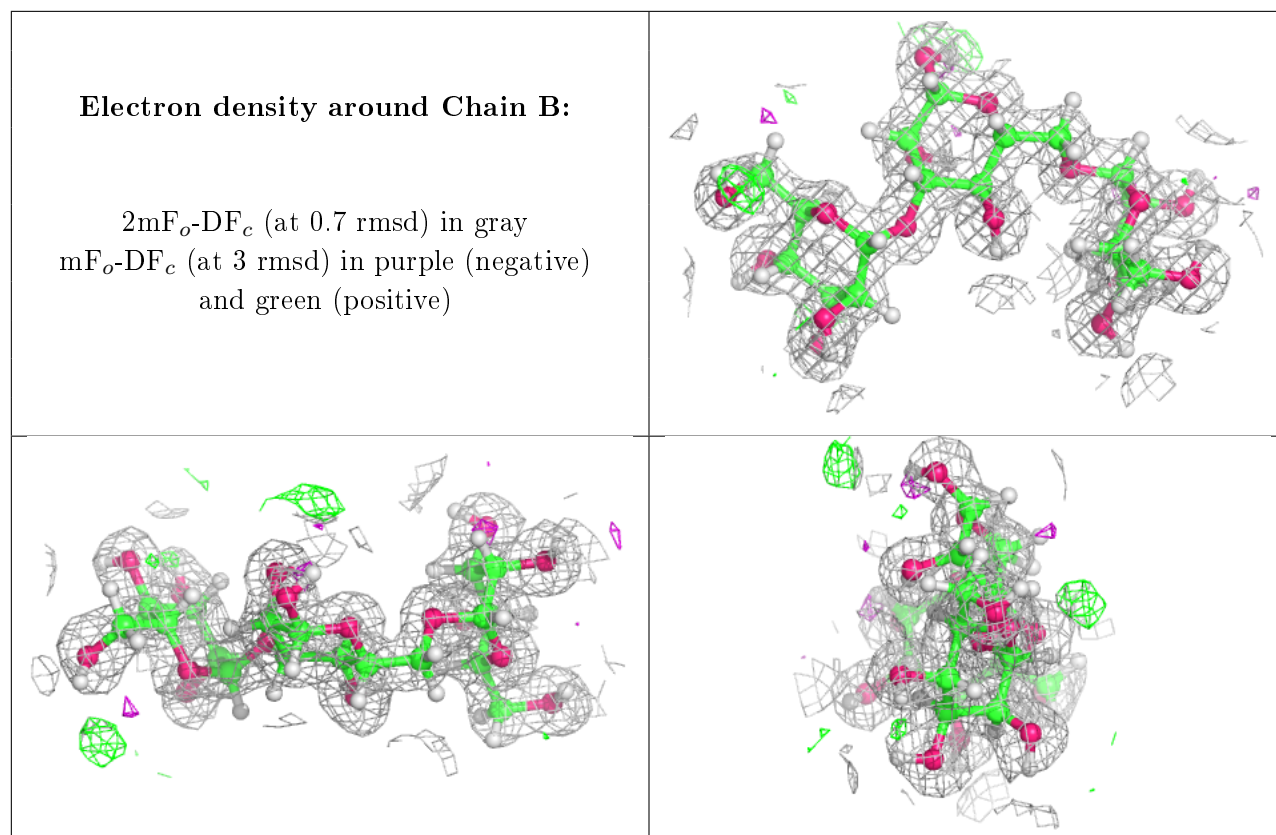 Electron density around Chain B:
2mFₒ-DF𝒸 (at 0.7 rmsd) in gray
mFₒ-DF𝒸 (at 3 rmsd) in purple (negative)
and green (positive)